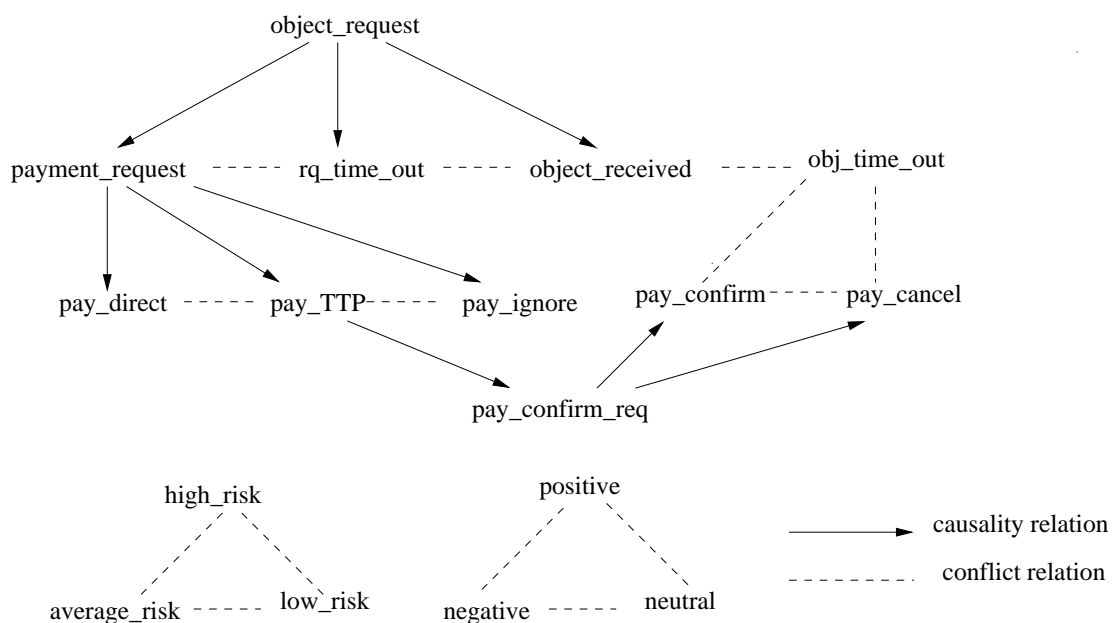 object_request
payment_request
rq_time_out
object_received
obj_time_out
pay_direct
pay_TTP
pay_ignore
pay_confirm
pay_cancel
pay_confirm_req
high_risk
average_risk
low_risk
positive
negative
neutral
causality relation
conflict relation